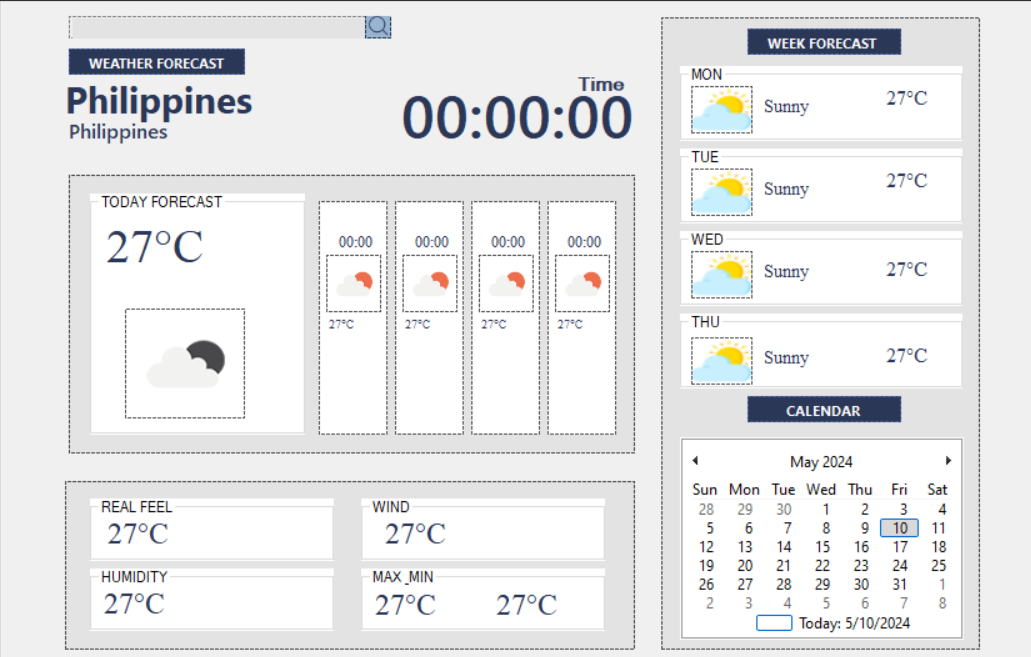 WEATHER FORECAST
Philippines
Philippines
Time
00:00:00
TODAY FORECAST
27°C
00:00
27°C
00:00
27°C
00:00
27°C
00:00
27°C
REAL FEEL
27°C
WIND
27°C
HUMIDITY
27°C
MAX_MIN
27°C 27°C
WEEK FORECAST
MON
Sunny 27°C
TUE
Sunny 27°C
WED
Sunny 27°C
THU
Sunny 27°C
CALENDAR
May 2024
Sun Mon Tue Wed Thu Fri Sat
28 29 30 1 2 3 4
5 6 7 8 9 10 11
12 13 14 15 16 17 18
19 20 21 22 23 24 25
26 27 28 29 30 31 1
2 3 4 5 6 7 8
Today: 5/10/2024